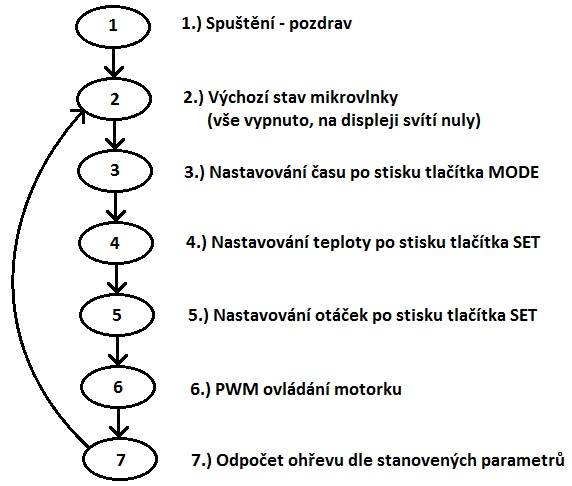 1 1.) Spuštění - pozdrav
2 2.) Výchozí stav mikrovlnky
(vše vypnuto, na displeji svítí nuly)
3 3.) Nastavování času po stisku tlačítka MODE
4 4.) Nastavování teploty po stisku tlačítka SET
5 5.) Nastavování otáček po stisku tlačítka SET
6 6.) PWM ovládání motorku
7 7.) Odpočet ohřevu dle stanovených parametrů